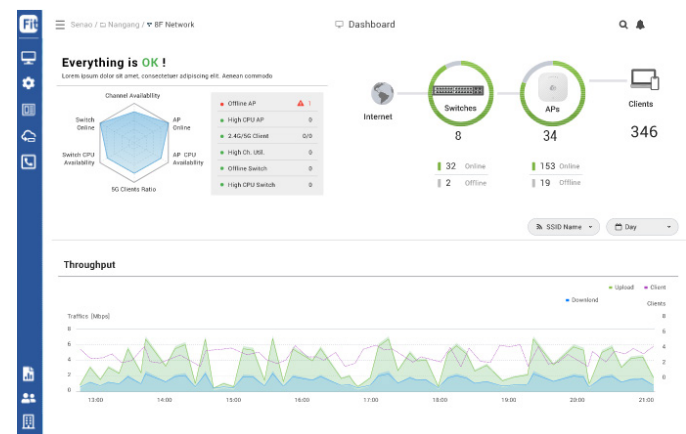 Fit
Senao / Nangang / 8F Network
Dashboard
Everything is OK !
Lorem ipsum dolor sit amet, consectetuer adipiscing elit. Aenean commodo
Channel Availability
Switch Online
AP Online
Switch CPU Availability
AP CPU Availability
5G Clients Ratio
Offline AP 1
High CPU AP 0
2.4G/5G Client 0/0
High Ch. Util. 0
Offline Switch 0
High CPU Switch 0
Internet
Switches
8
APs
34
Clients
346
32 Online
2 Offline
153 Online
19 Offline
SSID Name
Day
Throughput
Upload
Client
Downlond
Clients
Traffics [Mbps]
8
6
4
2
0
8
6
4
2
0
13:00 14:00 15:00 16:00 17:00 18:00 19:00 20:00 21:00